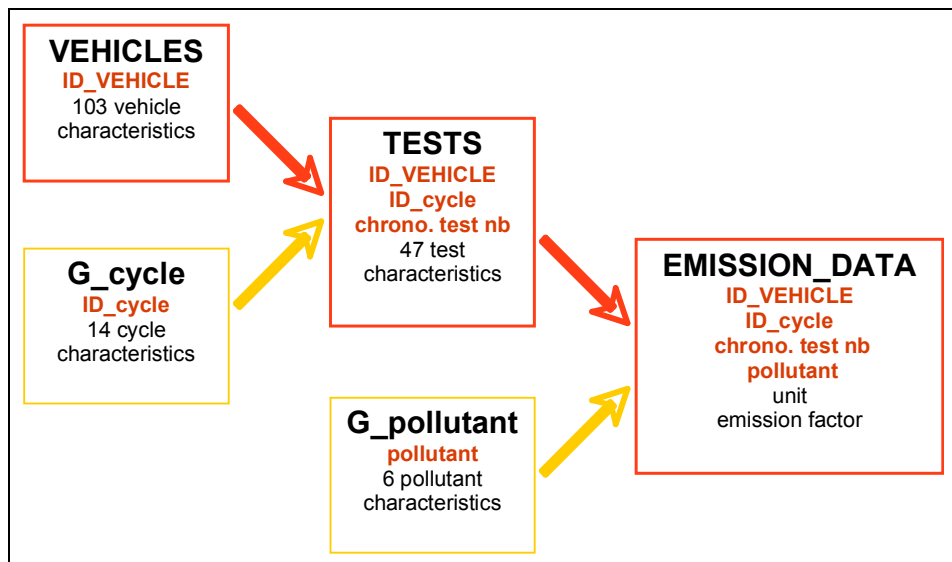 VEHICLES
ID_VEHICLE
103 vehicle
characteristics
G_cycle
ID_cycle
14 cycle
characteristics
TESTS
ID_VEHICLE
ID_cycle
chrono. test nb
47 test
characteristics
G_pollutant
pollutant
6 pollutant
characteristics
EMISSION_DATA
ID_VEHICLE
ID_cycle
chrono. test nb
pollutant
unit
emission factor